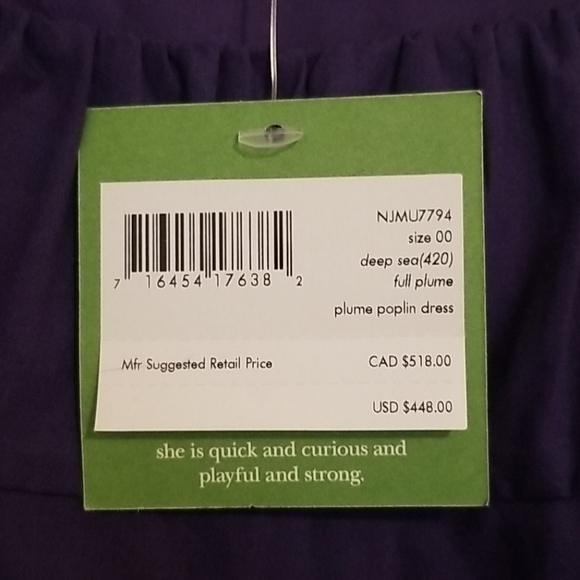 NJMU7794
size 00
deep sea(420)
7 16454 17638 2
full plume
plume poplin dress
Mfr Suggested Retail Price CAD $518.00
USD $448.00
she is quick and curious and
playful and strong.